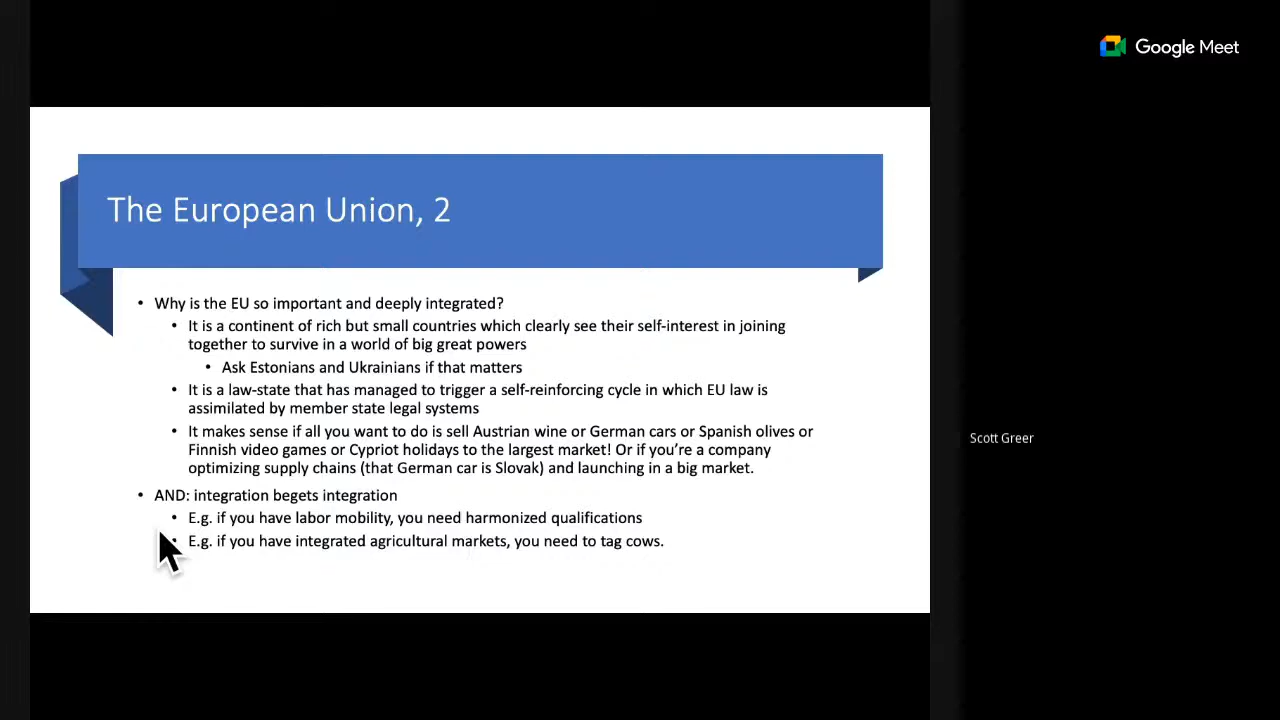 Google Meet
The European Union, 2
• Why is the EU so important and deeply integrated?
• It is a continent of rich but small countries which clearly see their self-interest in joining
together to survive in a world of big great powers
• Ask Estonians and Ukrainians if that matters
• It is a law-state that has managed to trigger a self-reinforcing cycle in which EU law is
assimilated by member state legal systems
• It makes sense if all you want to do is sell Austrian wine or German cars or Spanish olives or
Finnish video games or Cypriot holidays to the largest market! Or if you're a company
optimizing supply chains (that German car is Slovak) and launching in a big market.
• AND: integration begets integration
• E.g. if you have labor mobility, you need harmonized qualifications
• E.g. if you have integrated agricultural markets, you need to tag cows.
Scott Greer